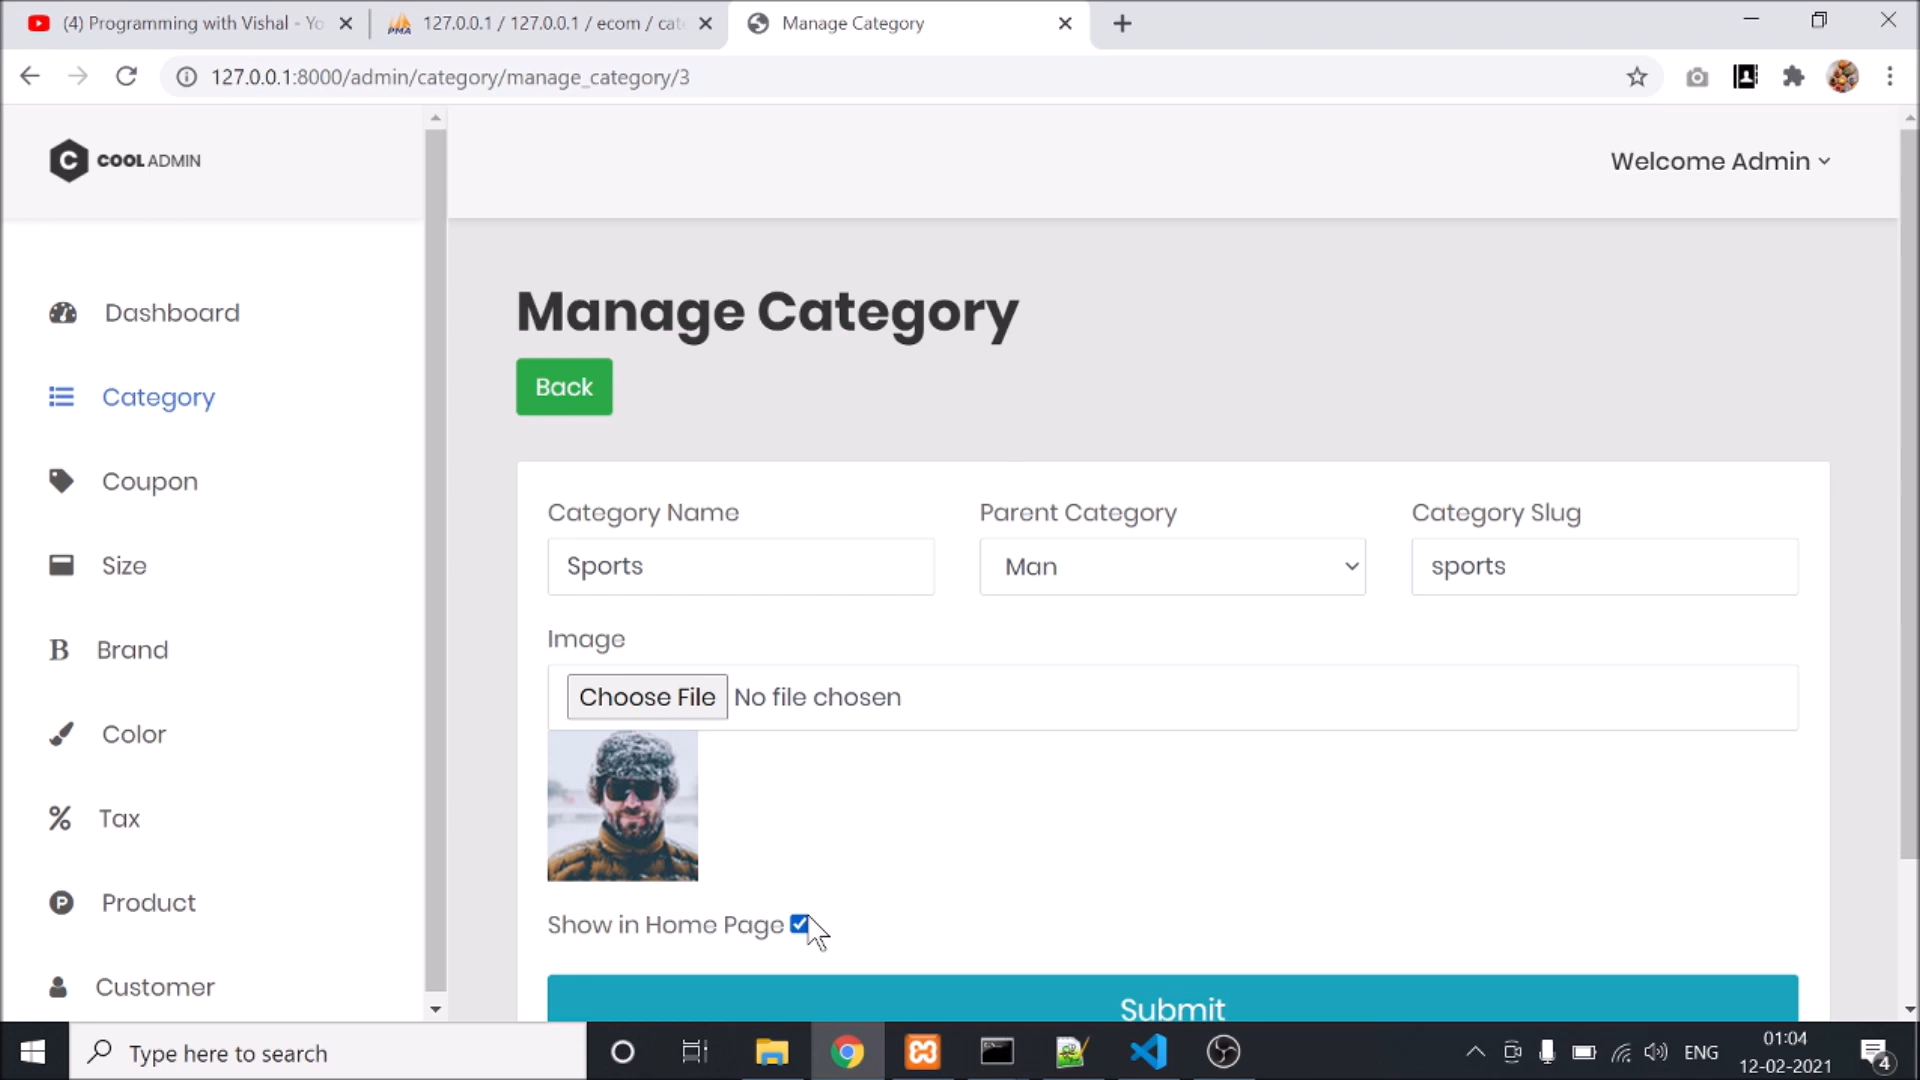 (4) Programming with Vishal - Yo
127.0.0.1 / 127.0.0.1 / ecom / cat
Manage Category
127.0.0.1:8000/admin/category/manage_category/3
C COOL ADMIN
Welcome Admin
Dashboard
Category
Coupon
Size
B Brand
Color
% Tax
P Product
Customer
Manage Category
Back
Category Name
Parent Category
Category Slug
Sports
Man
sports
Image
Choose File No file chosen
Show in Home Page
Submit
Type here to search
ENG
01:04
12-02-2021
4